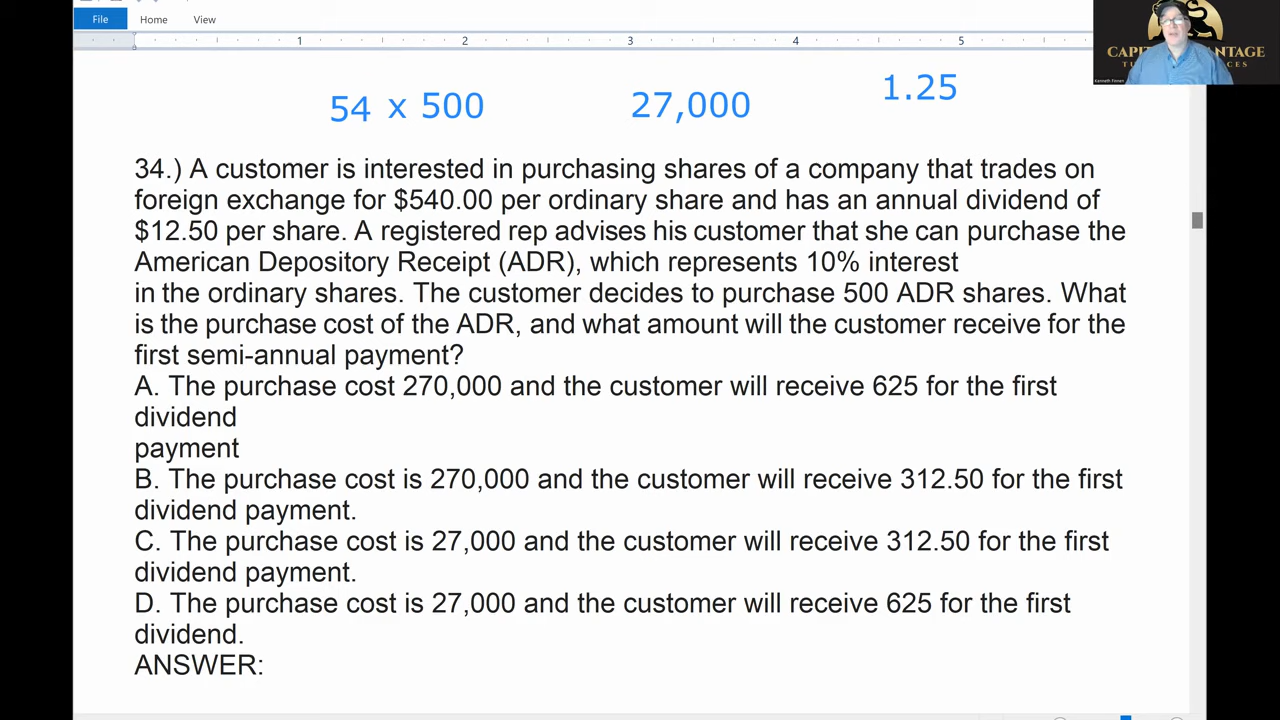 File Home View
1 2 3 4 5
54 x 500 27,000 1.25
34.) A customer is interested in purchasing shares of a company that trades on
foreign exchange for $540.00 per ordinary share and has an annual dividend of
$12.50 per share. A registered rep advises his customer that she can purchase the
American Depository Receipt (ADR), which represents 10% interest
in the ordinary shares. The customer decides to purchase 500 ADR shares. What
is the purchase cost of the ADR, and what amount will the customer receive for the
first semi-annual payment?
A. The purchase cost 270,000 and the customer will receive 625 for the first
dividend
payment
B. The purchase cost is 270,000 and the customer will receive 312.50 for the first
dividend payment.
C. The purchase cost is 27,000 and the customer will receive 312.50 for the first
dividend payment.
D. The purchase cost is 27,000 and the customer will receive 625 for the first
dividend.
ANSWER: